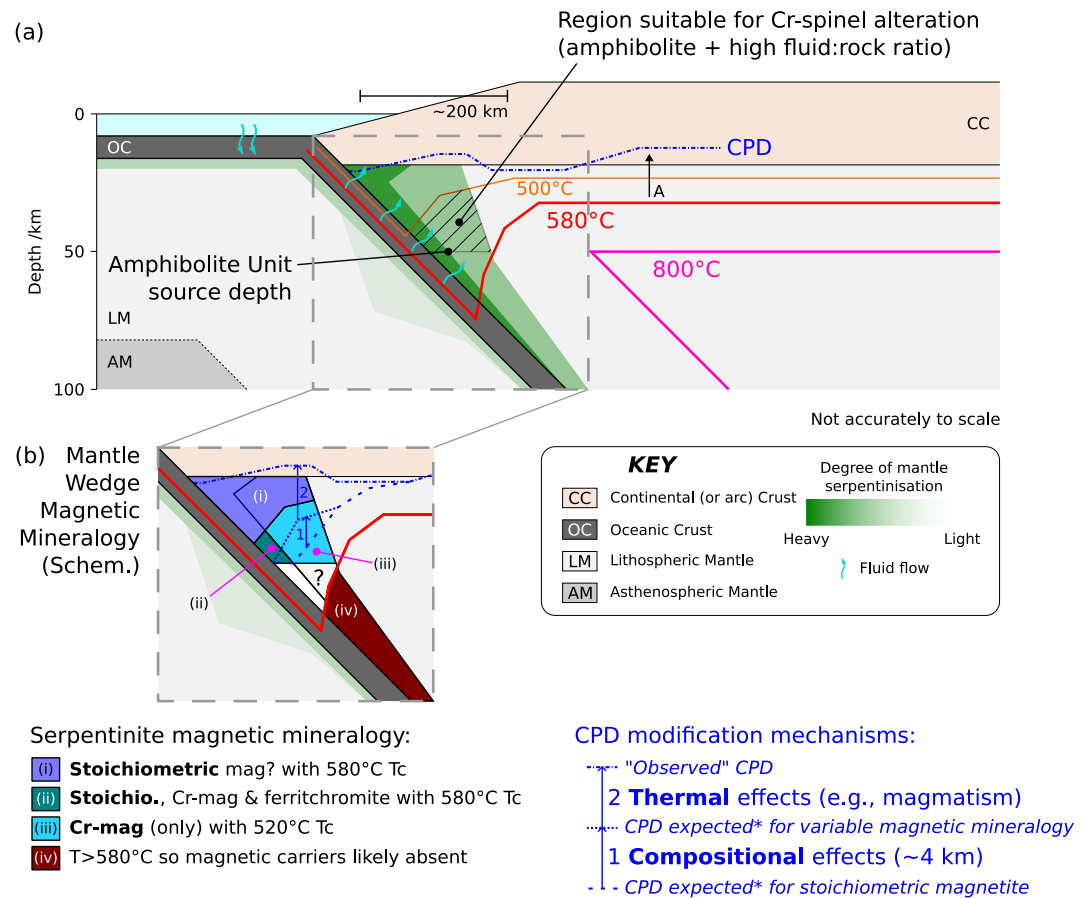 (a)
Region suitable for Cr-spinel alteration
(amphibolite + high fluid:rock ratio)
~200 km
0
OC
CC
CPD
A
500°C
580°C
50
800°C
Depth /km
Amphibolite Unit
source depth
LM
AM
100
Not accurately to scale
(b) Mantle
Wedge
Magnetic
Mineralogy
(Schem.)
(i)
2
1
(iii)
?
(ii)
(iv)
KEY
CC Continental (or arc) Crust
OC Oceanic Crust
LM Lithospheric Mantle
AM Asthenospheric Mantle
Degree of mantle
serpentinisation
Heavy Light
Fluid flow
Serpentinite magnetic mineralogy:
(i) Stoichiometric mag? with 580°C Tc
(ii) Stoichio., Cr-mag & ferritchromite with 580°C Tc
(iii) Cr-mag (only) with 520°C Tc
(iv) T>580°C so magnetic carriers likely absent
CPD modification mechanisms:
"Observed" CPD
2 Thermal effects (e.g., magmatism)
CPD expected* for variable magnetic mineralogy
1 Compositional effects (~4 km)
CPD expected* for stoichiometric magnetite